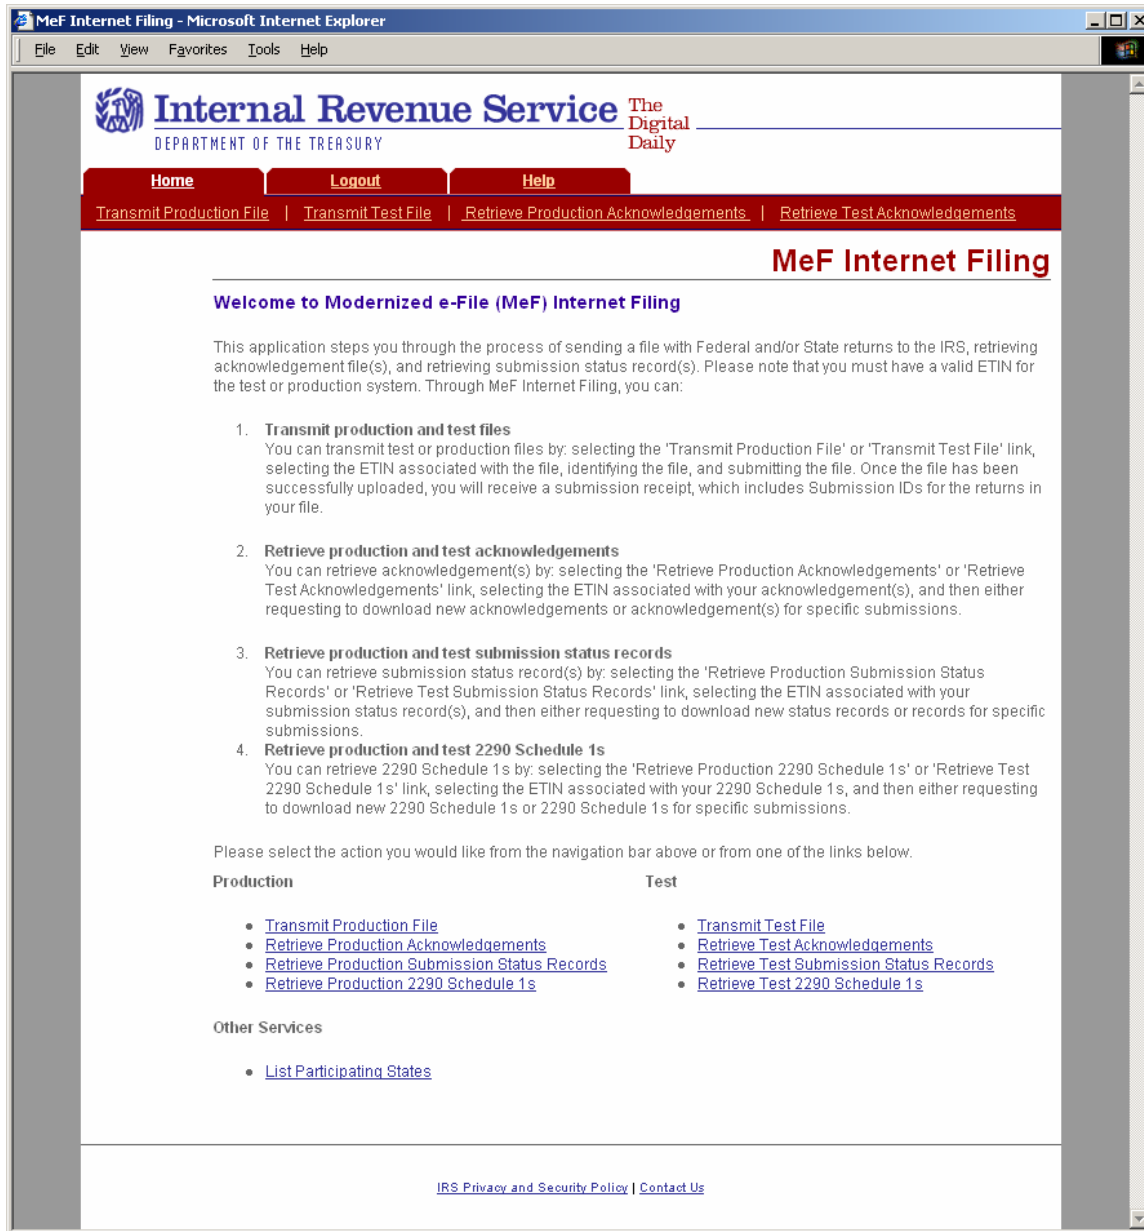 MeF Internet Filing - Microsoft Internet Explorer
File Edit View Favorites Tools Help
Internal Revenue Service
DEPARTMENT OF THE TREASURY
The
Digital
Daily
Home Logout Help
Transmit Production File | Transmit Test File | Retrieve Production Acknowledgements | Retrieve Test Acknowledgements
MeF Internet Filing
Welcome to Modernized e-File (MeF) Internet Filing
This application steps you through the process of sending a file with Federal and/or State returns to the IRS, retrieving
acknowledgement file(s), and retrieving submission status record(s). Please note that you must have a valid ETIN for
the test or production system. Through MeF Internet Filing, you can:
1. Transmit production and test files
You can transmit test or production files by: selecting the 'Transmit Production File' or 'Transmit Test File' link,
selecting the ETIN associated with the file, identifying the file, and submitting the file. Once the file has been
successfully uploaded, you will receive a submission receipt, which includes Submission IDs for the returns in
your file.
2. Retrieve production and test acknowledgements
You can retrieve acknowledgement(s) by: selecting the 'Retrieve Production Acknowledgements' or 'Retrieve
Test Acknowledgements' link, selecting the ETIN associated with your acknowledgement(s), and then either
requesting to download new acknowledgements or acknowledgement(s) for specific submissions.
3. Retrieve production and test submission status records
You can retrieve submission status record(s) by: selecting the 'Retrieve Production Submission Status
Records' or 'Retrieve Test Submission Status Records' link, selecting the ETIN associated with your
submission status record(s), and then either requesting to download new status records or records for specific
submissions.
4. Retrieve production and test 2290 Schedule 1s
You can retrieve 2290 Schedule 1s by: selecting the 'Retrieve Production 2290 Schedule 1s' or 'Retrieve Test
2290 Schedule 1s' link, selecting the ETIN associated with your 2290 Schedule 1s, and then either requesting
to download new 2290 Schedule 1s or 2290 Schedule 1s for specific submissions.
Please select the action you would like from the navigation bar above or from one of the links below.
Production
• Transmit Production File
• Retrieve Production Acknowledgements
• Retrieve Production Submission Status Records
• Retrieve Production 2290 Schedule 1s
Test
• Transmit Test File
• Retrieve Test Acknowledgements
• Retrieve Test Submission Status Records
• Retrieve Test 2290 Schedule 1s
Other Services
• List Participating States
IRS Privacy and Security Policy | Contact Us